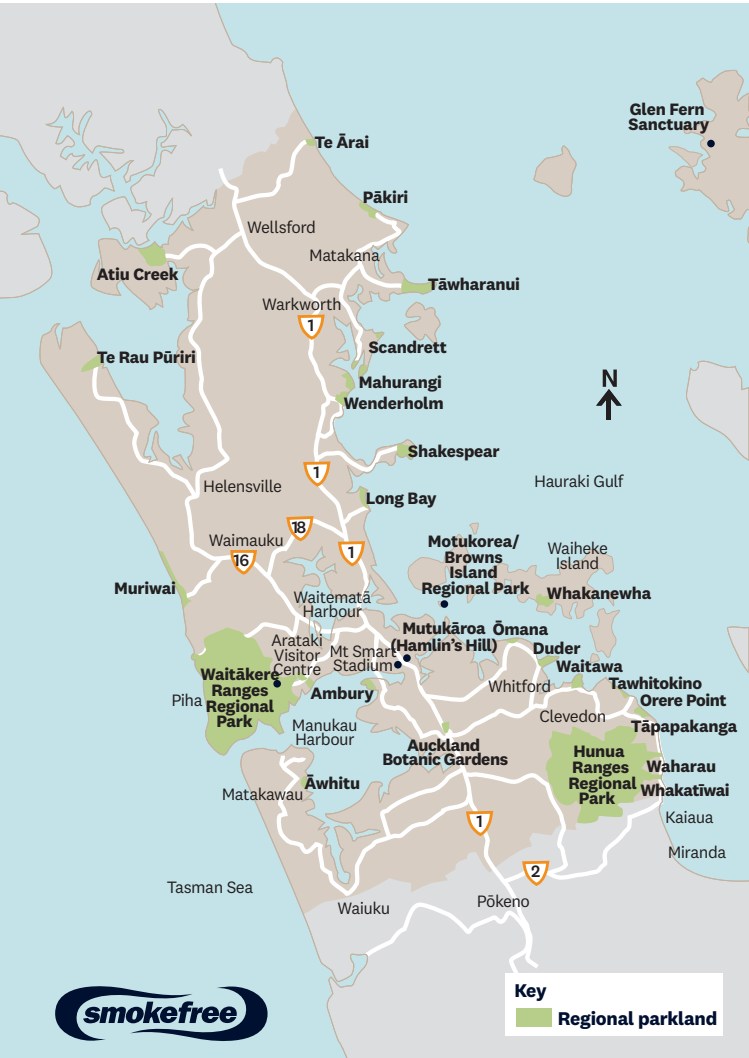 Glen Fern
Sanctuary
Te Ārai
Pākiri
Wellsford
Matakana
Atiu Creek
Tāwharanui
Warkworth
1
Scandrett
Te Rau Pūriri
Mahurangi
Wenderholm
N
Shakespear
1
Hauraki Gulf
Helensville
Long Bay
18
Waimauku
16
1
Motukorea/
Browns
Island
Regional Park
Waiheke
Island
Muriwai
Whakanewha
Waitematā
Harbour
Mutukāroa
(Hamlin's Hill)
Ōmana
Arataki
Visitor
Centre
Mt Smart
Stadium
Duder
Waitawa
Waitākere
Ranges
Regional
Park
Piha
Ambury
Whitford
Tawhitokino
Orere Point
Clevedon
Tāpapakanga
Manukau
Harbour
Auckland
Botanic Gardens
Hunua
Ranges
Regional
Park
Waharau
Whakatīwai
Āwhitu
Matakawau
1
Kaiaua
Miranda
2
Tasman Sea
Waiuku
Pōkeno
smokefree
Key
Regional parkland